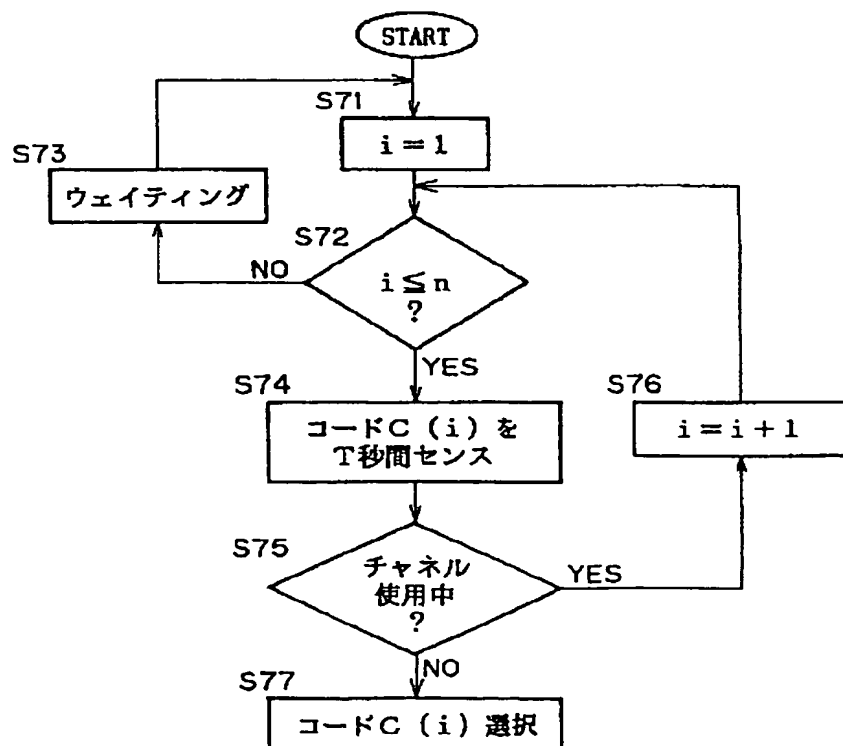 START
S71
i=1
S73
ウェイティング
S72
NO
i≦n
?
YES
S74
コードC(i)を
T秒間センス
S76
i=i+1
S75
チャネル
使用中
?
YES
NO
S77
コードC(i)選択